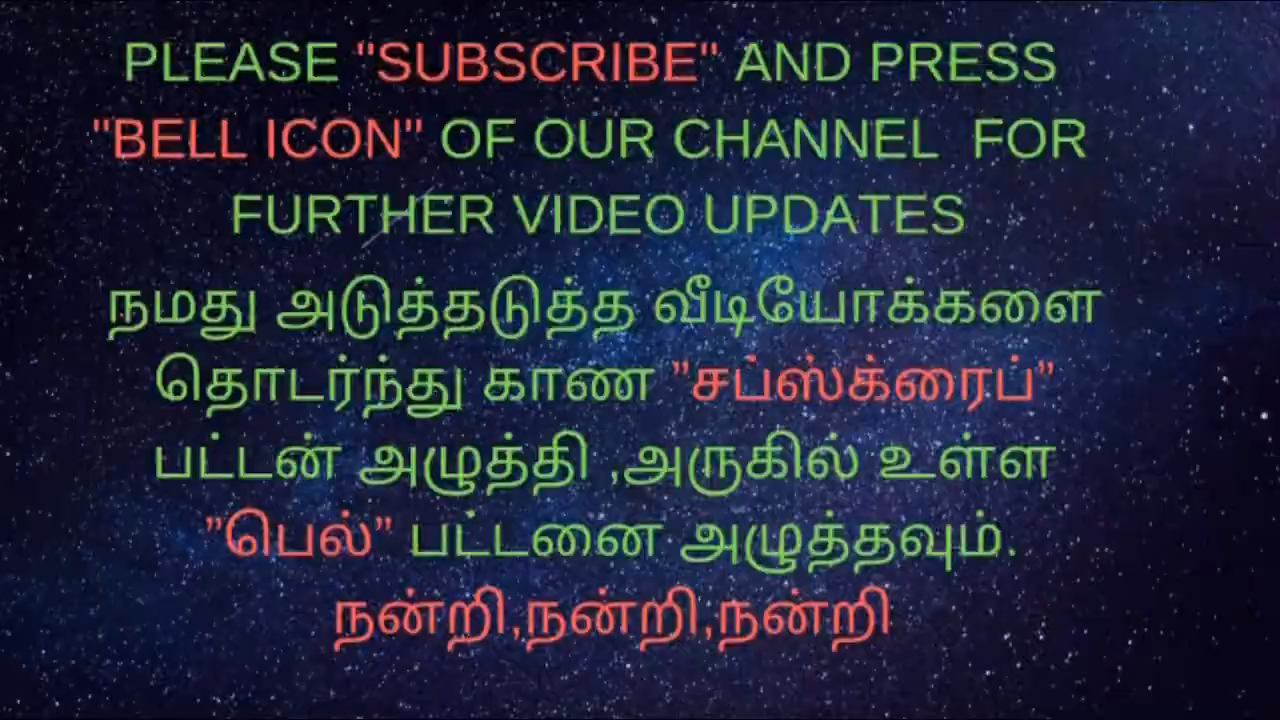 PLEASE "SUBSCRIBE" AND PRESS
"BELL ICON" OF OUR CHANNEL FOR
FURTHER VIDEO UPDATES
நமது அடுத்தடுத்த வீடியோக்களை
தொடர்ந்து காண ”சப்ஸ்க்ரைப்”
பட்டன் அழுத்தி ,அருகில் உள்ள
”பெல்” பட்டனை அழுத்தவும்.
நன்றி,நன்றி,நன்றி